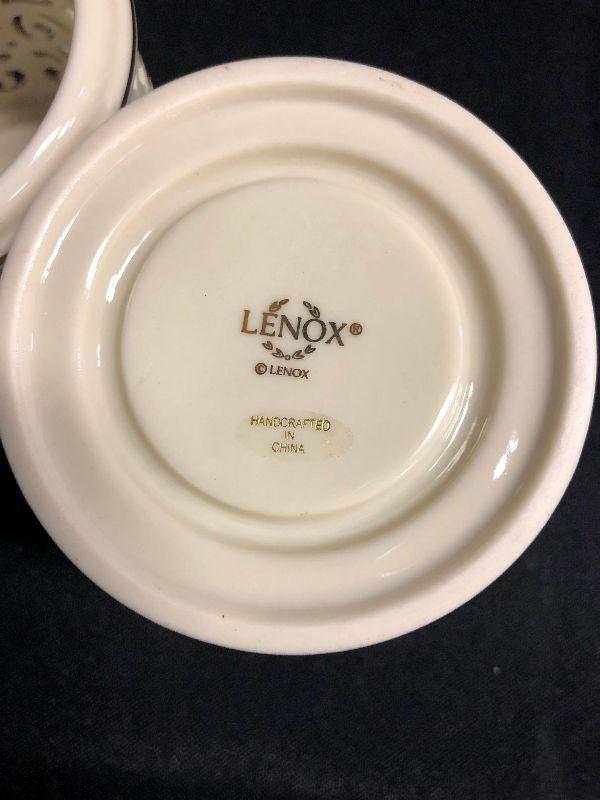 LENOX®
© LENOX
HANDCRAFTED
IN
CHINA